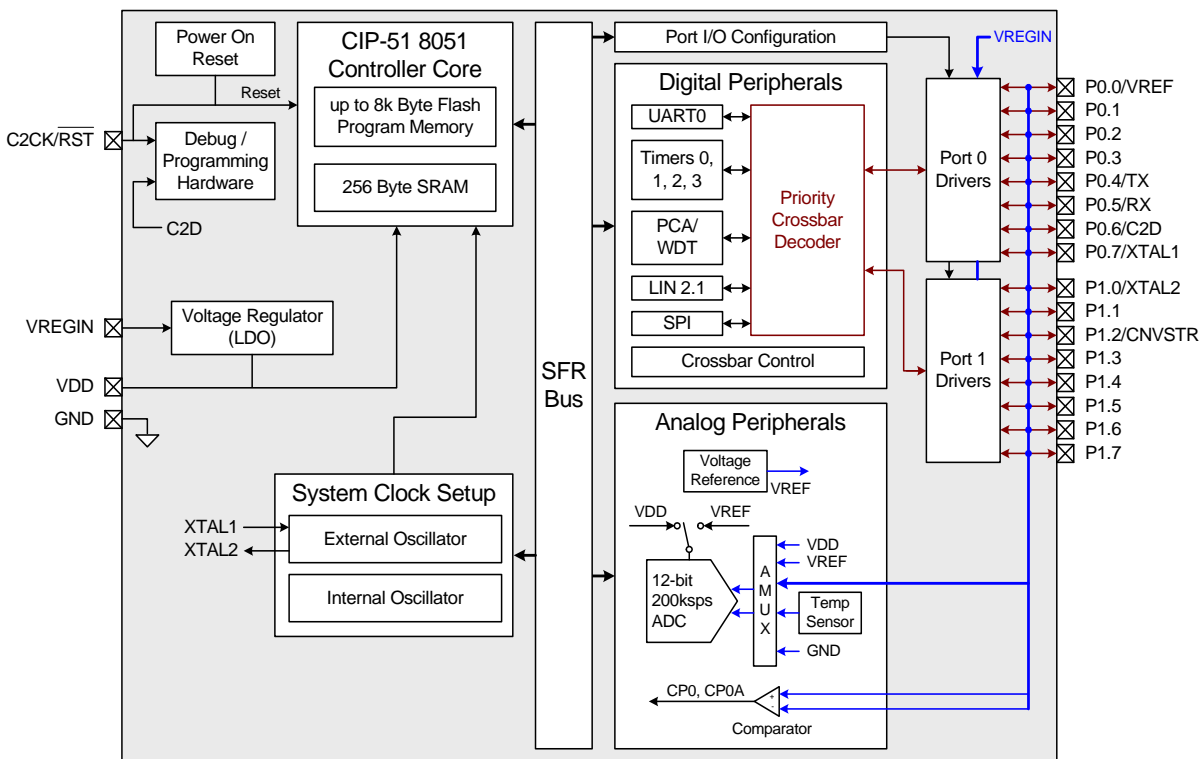 Power On
Reset
Reset
C2CK/RST
Debug /
Programming
Hardware
C2D
CIP-51 8051
Controller Core
up to 8k Byte Flash
Program Memory
256 Byte SRAM
VREGIN
Voltage Regulator
(LDO)
VDD
GND
System Clock Setup
XTAL1
XTAL2
External Oscillator
Internal Oscillator
SFR
Bus
Port I/O Configuration
Digital Peripherals
UART0
Timers 0,
1, 2, 3
PCA/
WDT
LIN 2.1
SPI
Priority
Crossbar
Decoder
Crossbar Control
Analog Peripherals
Voltage
Reference
VREF
VDD
VREF
12-bit
200ksps
ADC
A
M
U
X
VDD
VREF
Temp
Sensor
GND
CP0, CP0A
+
-
Comparator
VREGIN
Port 0
Drivers
Port 1
Drivers
P0.0/VREF
P0.1
P0.2
P0.3
P0.4/TX
P0.5/RX
P0.6/C2D
P0.7/XTAL1
P1.0/XTAL2
P1.1
P1.2/CNVSTR
P1.3
P1.4
P1.5
P1.6
P1.7